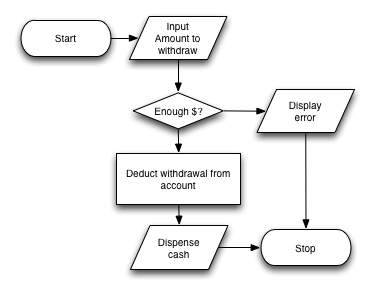 Start
Input
Amount to
withdraw
Enough $?
Display
error
Deduct withdrawal from
account
Dispense
cash
Stop